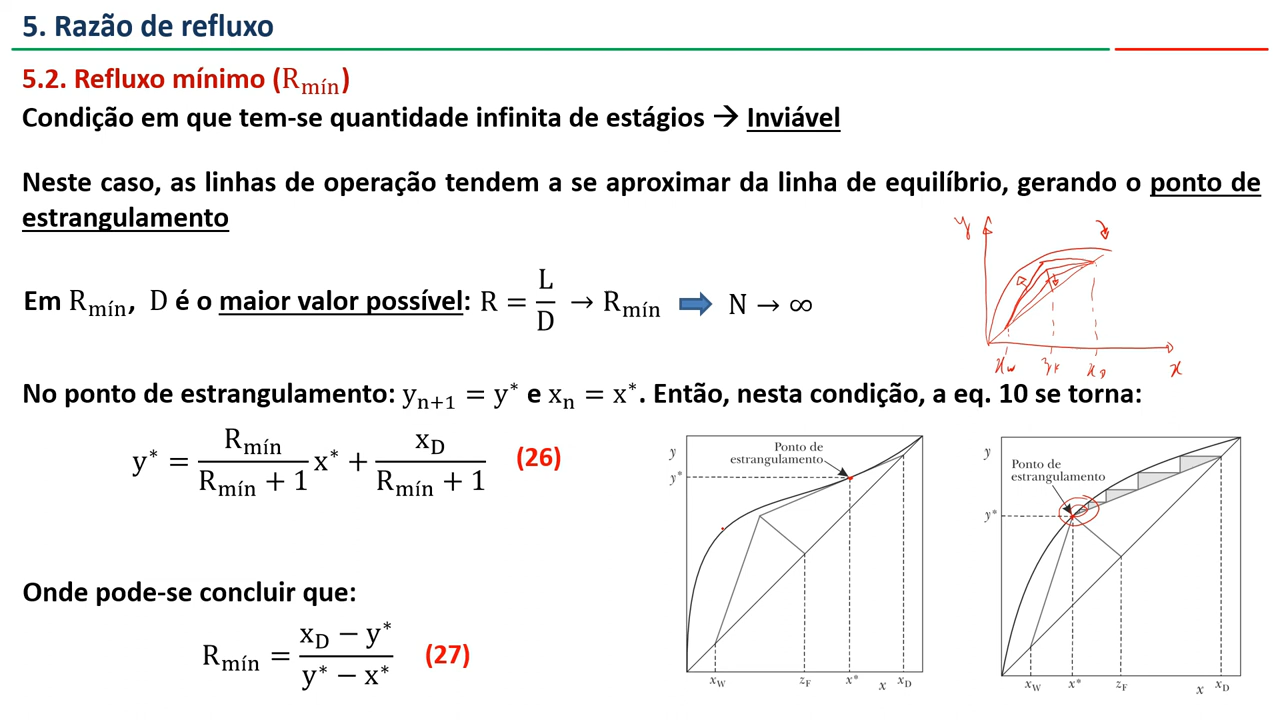 5. Razão de refluxo
5.2. Refluxo mínimo (Rmín)
Condição em que tem-se quantidade infinita de estágios → Inviável
Neste caso, as linhas de operação tendem a se aproximar da linha de equilíbrio, gerando o ponto de
estrangulamento
y
x
xW
zF
xD
Em Rmín, D é o maior valor possível: R = L/D → Rmín ⇒ N → ∞
No ponto de estrangulamento: yn+1 = y* e xn = x*. Então, nesta condição, a eq. 10 se torna:
y* = Rmín/(Rmín + 1) x* + xD/(Rmín + 1) (26)
Onde pode-se concluir que:
Rmín = (xD − y*)/(y* − x*) (27)
y
y*
Ponto de
estrangulamento
xW zF x* x xD
y
y*
Ponto de
estrangulamento
xW x* zF x xD